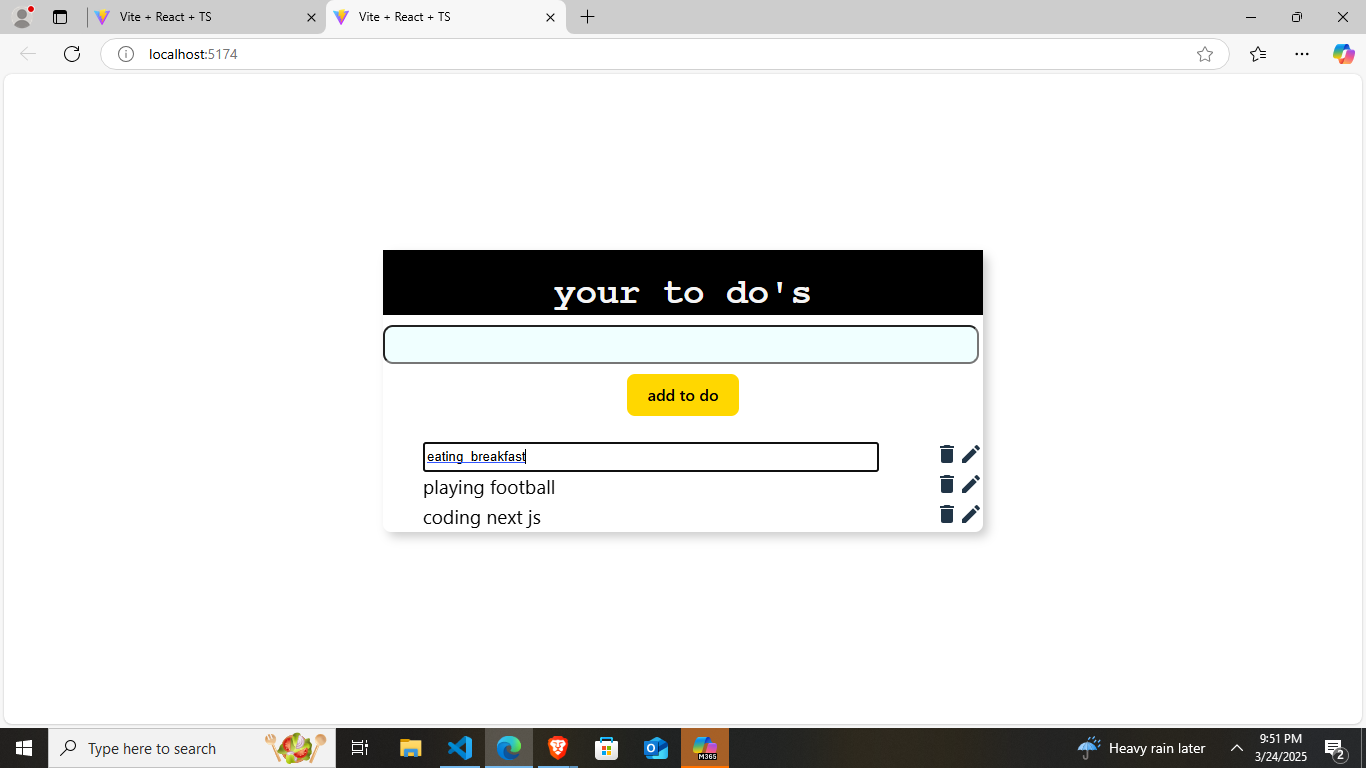 Vite + React + TS
Vite + React + TS
localhost:5174
your to do's
add to do
eating  breakfast
playing football
coding next js
Type here to search
M365
Heavy rain later
9:51 PM
3/24/2025
2